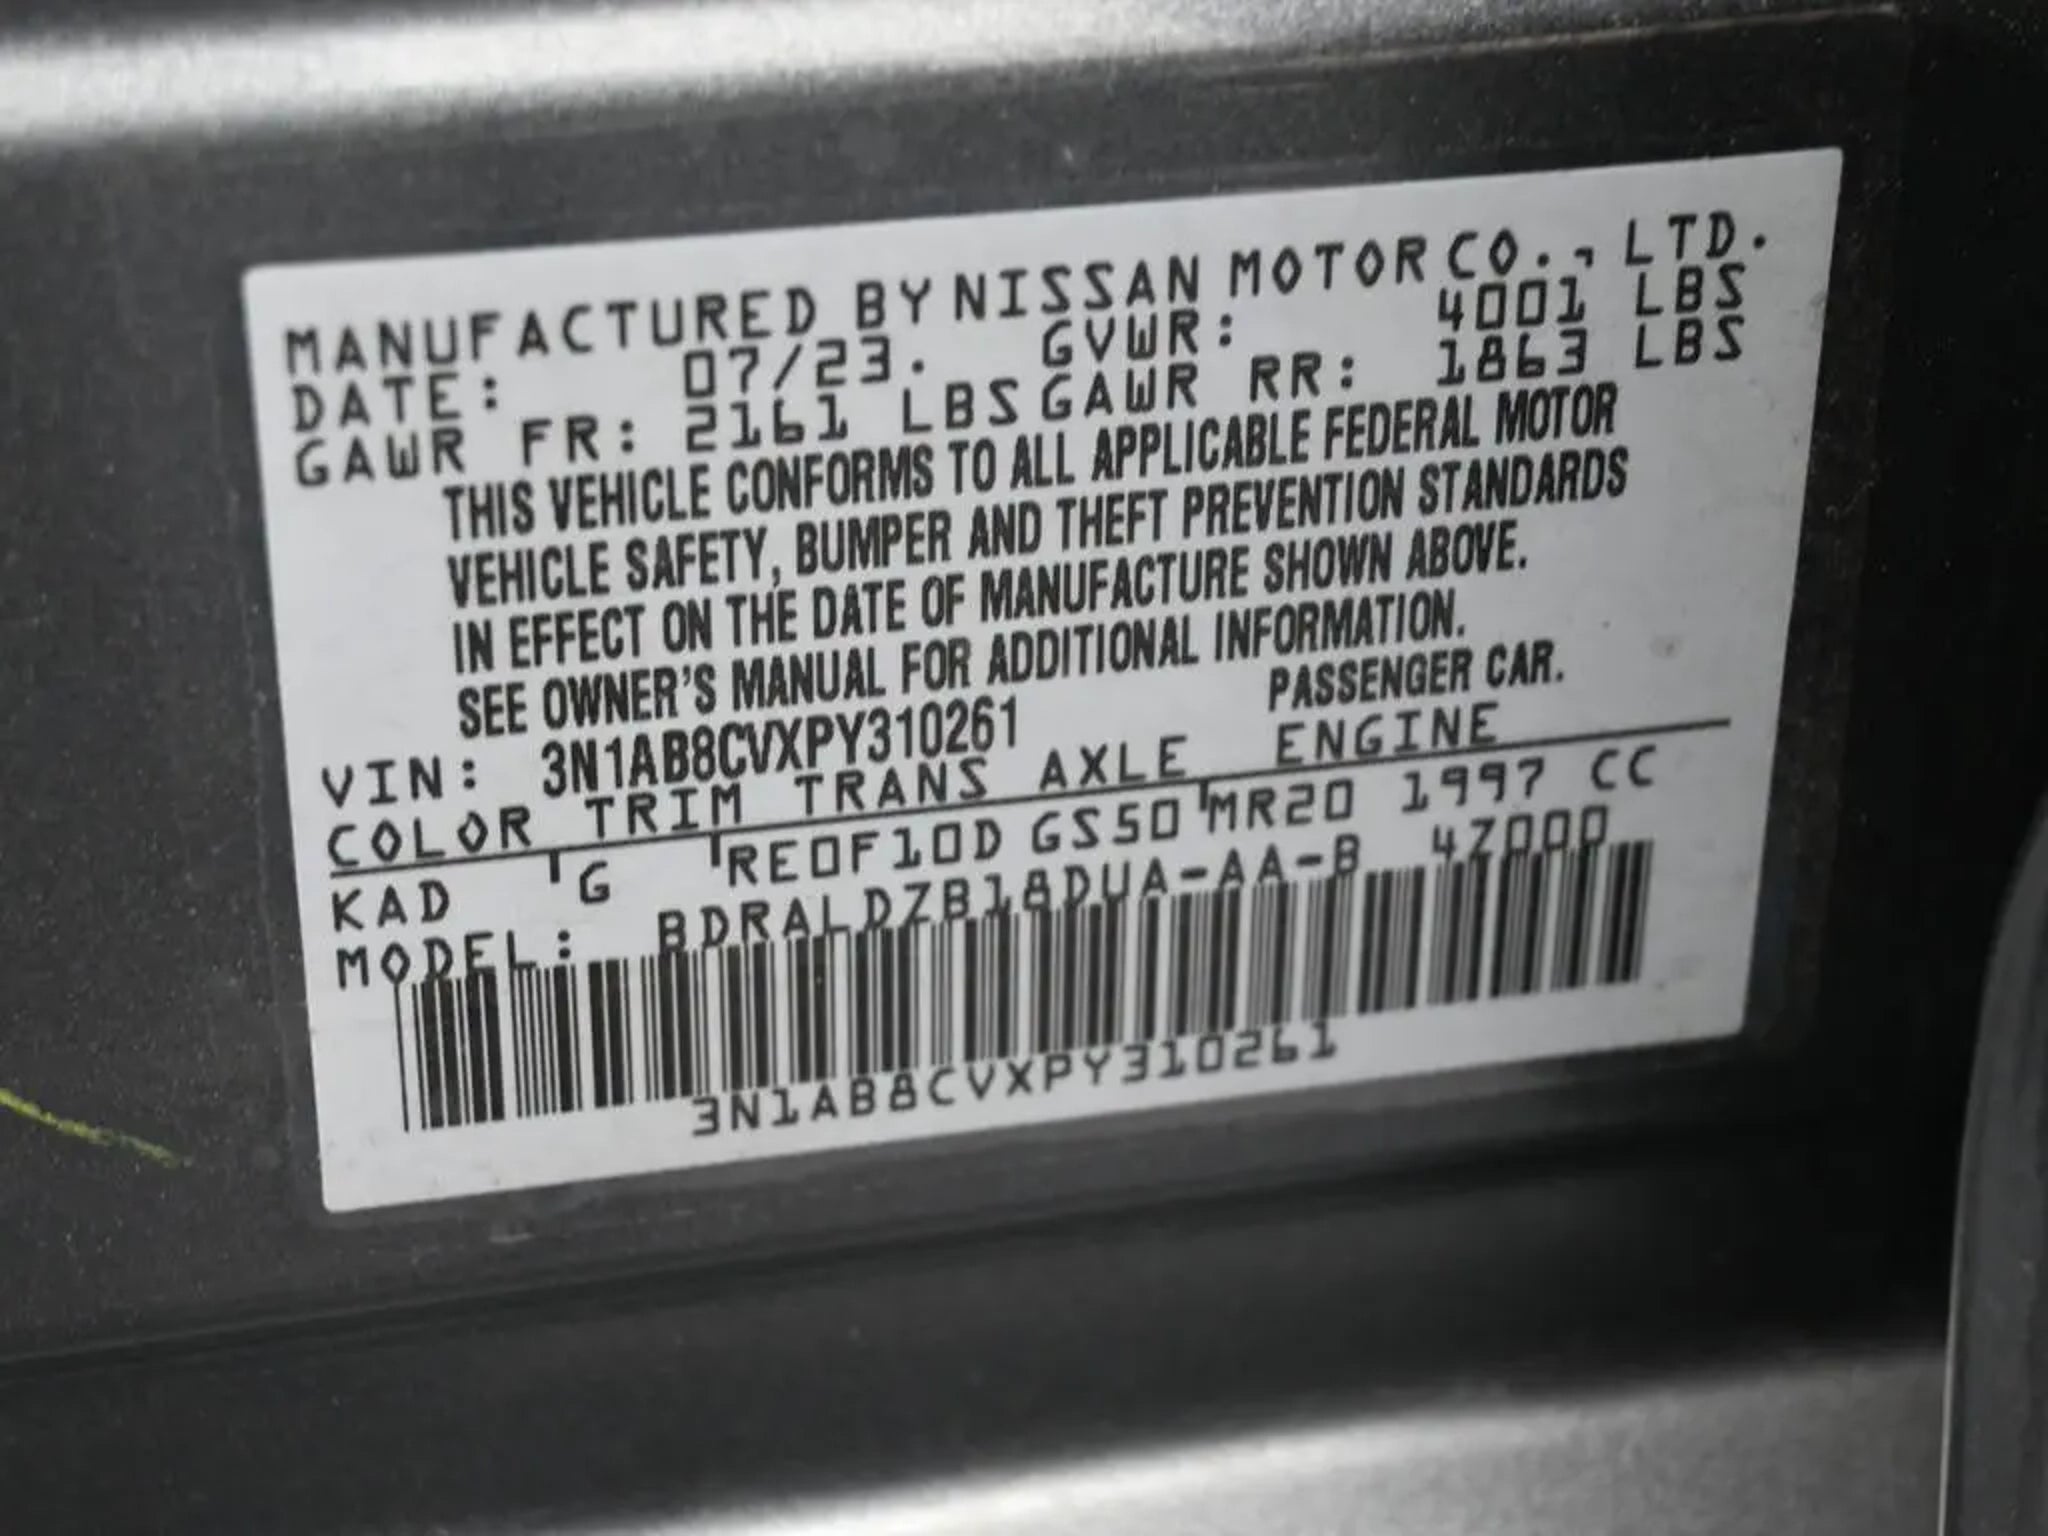 MANUFACTURED BY NISSAN MOTOR CO., LTD.
DATE: 07/23. GVWR: 4001 LBS
GAWR FR: 2161 LBS GAWR RR: 1863 LBS
THIS VEHICLE CONFORMS TO ALL APPLICABLE FEDERAL MOTOR
VEHICLE SAFETY, BUMPER AND THEFT PREVENTION STANDARDS
IN EFFECT ON THE DATE OF MANUFACTURE SHOWN ABOVE.
SEE OWNER'S MANUAL FOR ADDITIONAL INFORMATION.
VIN: 3N1AB8CVXPY310261 PASSENGER CAR.
COLOR TRIM TRANS AXLE ENGINE
KAD G RE0F10D GS50 MR20 1997 CC
MODEL: BDRALDZB18DUA-AA-B 4Z000
3N1AB8CVXPY310261